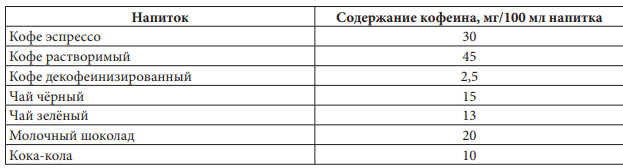 Напиток Содержание кофеина, мг/100 мл напитка
Кофе эспрессо 30
Кофе растворимый 45
Кофе декофеинизированный 2,5
Чай чёрный 15
Чай зелёный 13
Молочный шоколад 20
Кока-кола 10